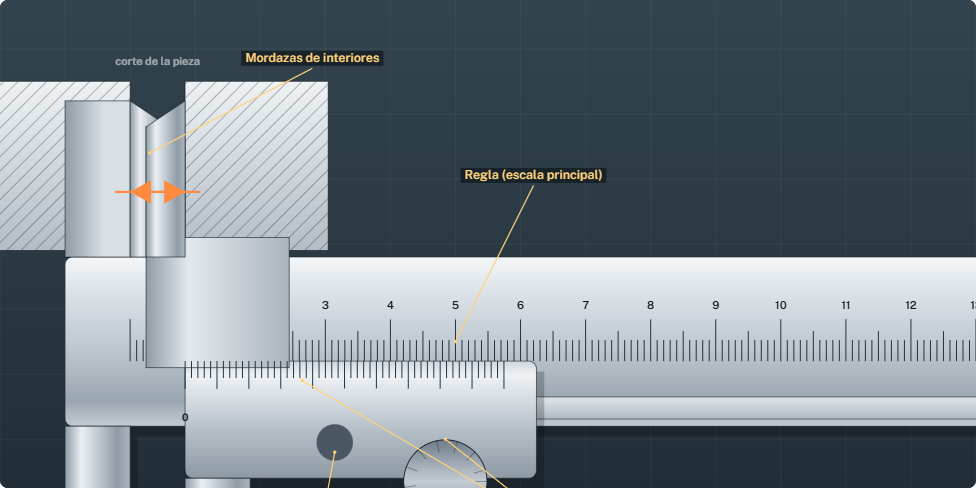 Mordazas de interiores
corte de la pieza
Regla (escala principal)
3 4 5 6 7 8 9 10 11 12
0